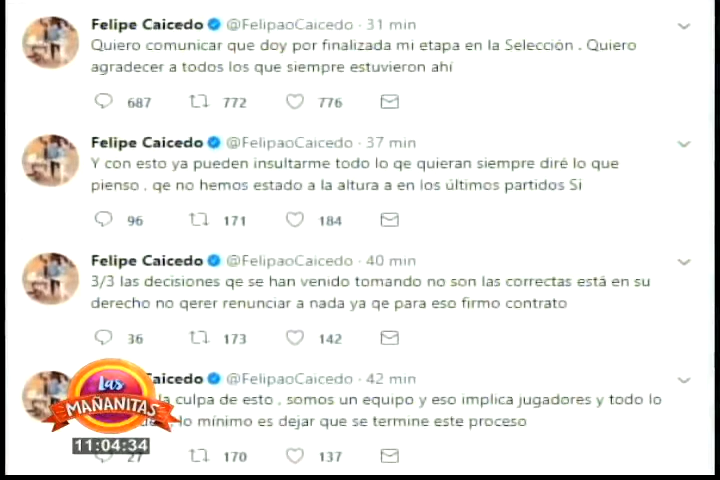 Felipe Caicedo @FelipaoCaicedo · 31 min
Quiero comunicar que doy por finalizada mi etapa en la Selección . Quiero
agradecer a todos los que siempre estuvieron ahí
687 772 776
Felipe Caicedo @FelipaoCaicedo · 37 min
Y con esto ya pueden insultarme todo lo qe quieran siempre diré lo que
pienso , qe no hemos estado a la altura a en los últimos partidos Si
96 171 184
Felipe Caicedo @FelipaoCaicedo · 40 min
3/3 las decisiones qe se han venido tomando no son las correctas está en su
derecho no qerer renunciar a nada ya qe para eso firmo contrato
36 173 142
Caicedo @FelipaoCaicedo · 42 min
la culpa de esto , somos un equipo y eso implica jugadores y todo lo
lo mínimo es dejar que se termine este proceso
27 170 137
Las
MAÑANITAS
11:04:34